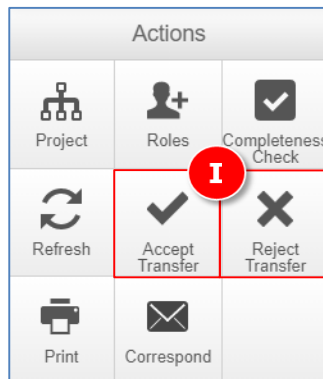 Actions
Project
Roles
Completeness
Check
I
Refresh
Accept
Transfer
Reject
Transfer
Print
Correspond